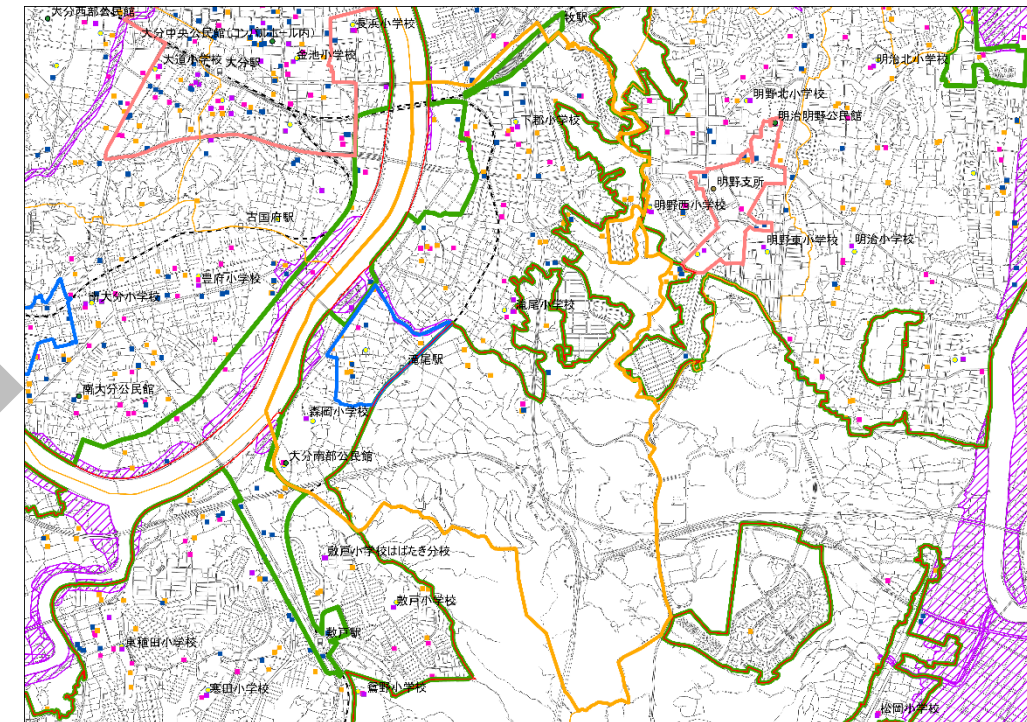 大分西部公民館
長浜小学校
牧駅
大分中央公民館(コンパルホール内)
金池小学校
大道小学校
大分駅
明治北小学校
明野北小学校
明治明野公民館
下郡小学校
明野支所
明野西小学校
古国府駅
明野東小学校
明治小学校
豊府小学校
南大分小学校
滝尾小学校
滝尾駅
南大分公民館
森岡小学校
大分南部公民館
敷戸小学校はばたき分校
敷戸小学校
敷戸駅
東稙田小学校
寒田小学校
鴛野小学校
松岡小学校